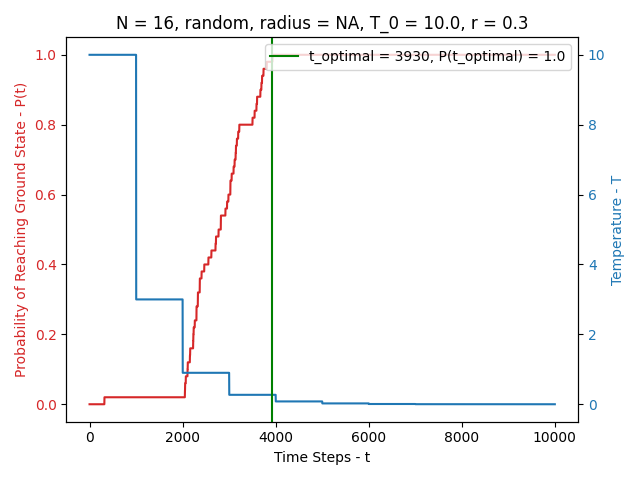 N = 16, random, radius = NA, T_0 = 10.0, r = 0.3
t_optimal = 3930, P(t_optimal) = 1.0
Probability of Reaching Ground State - P(t)
1.0
0.8
0.6
0.4
0.2
0.0
10
8
6
4
2
0
Temperature - T
0 2000 4000 6000 8000 10000
Time Steps - t